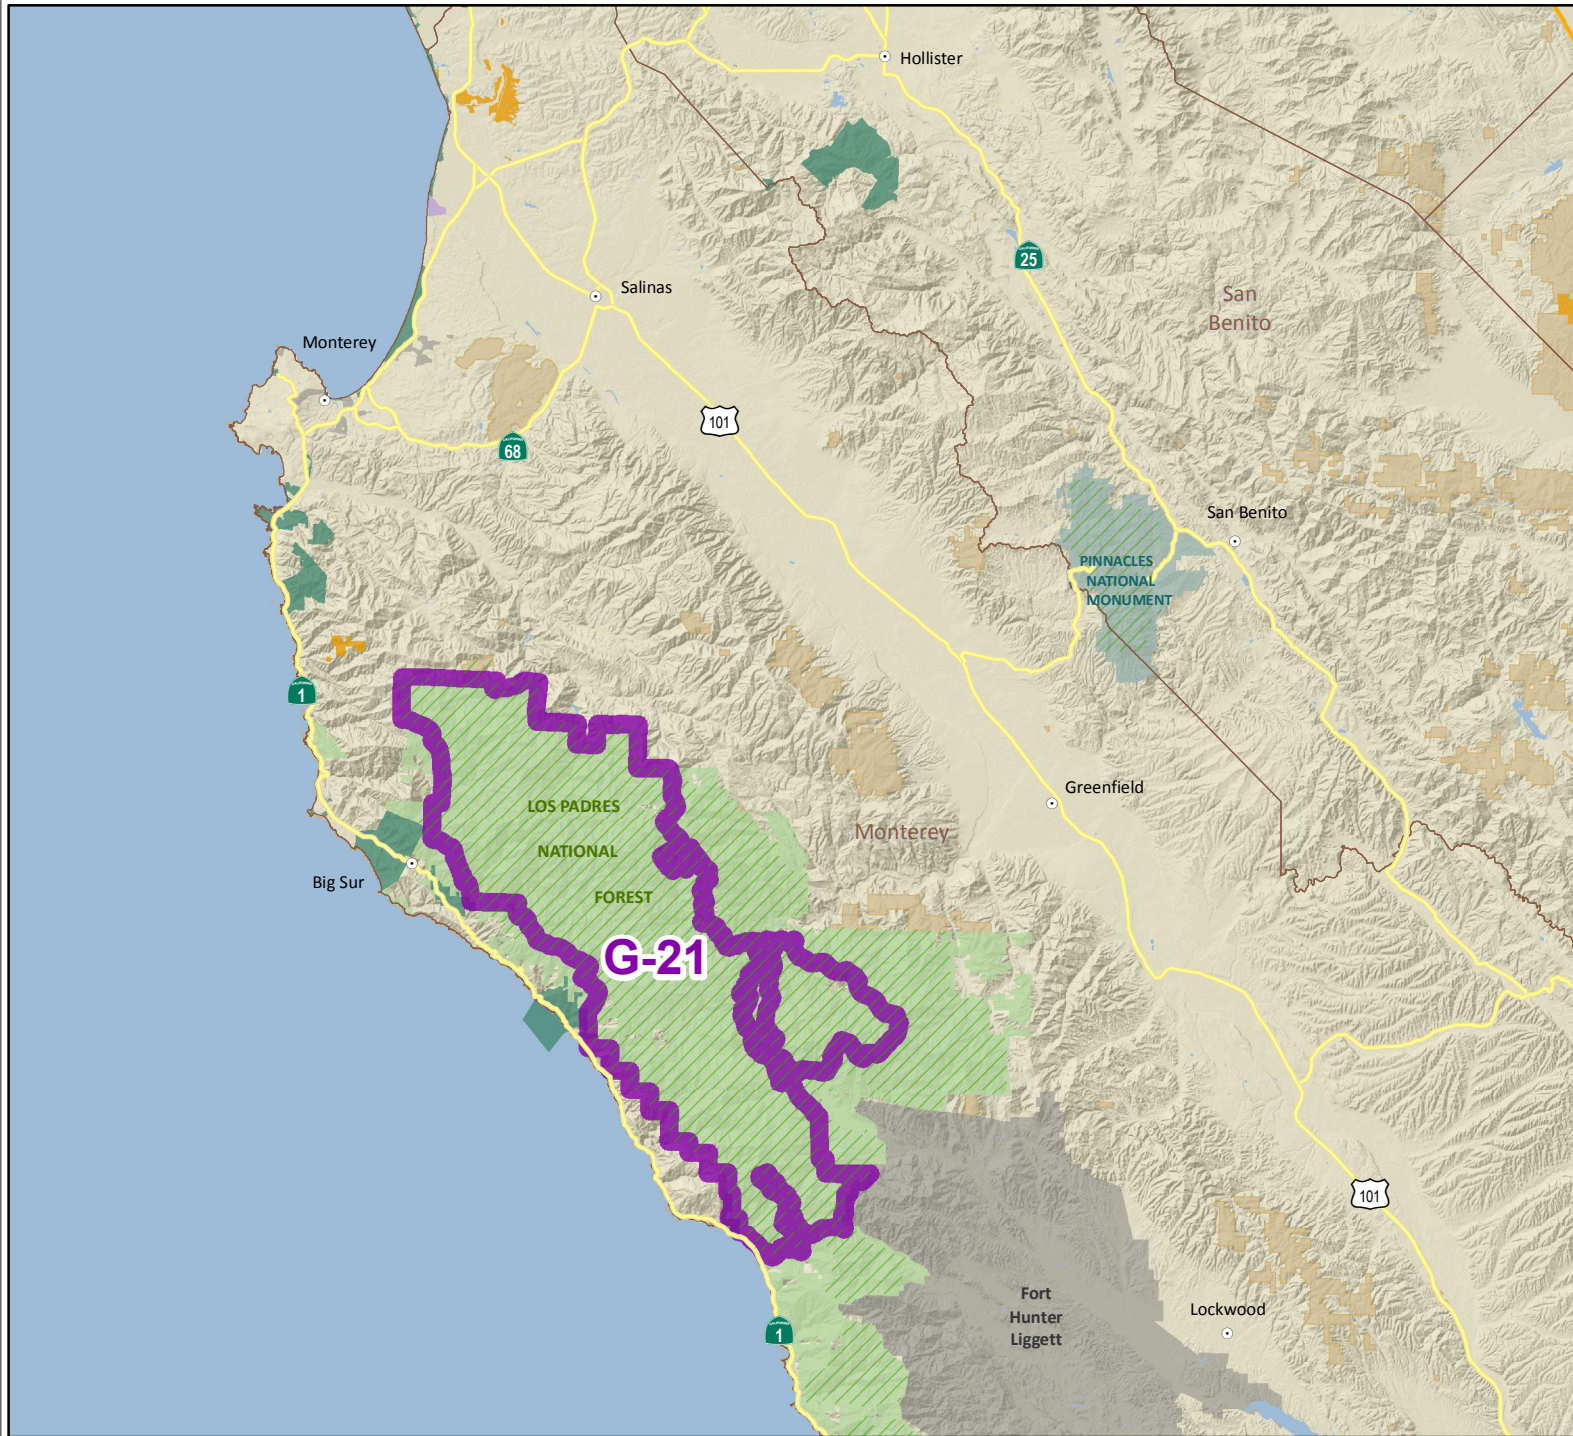 Hollister
25
San
Benito
Salinas
Monterey
101
68
San Benito
PINNACLES
NATIONAL
MONUMENT
1
Greenfield
LOS PADRES
NATIONAL
FOREST
Monterey
Big Sur
G-21
101
Fort
Hunter
Liggett
Lockwood
1